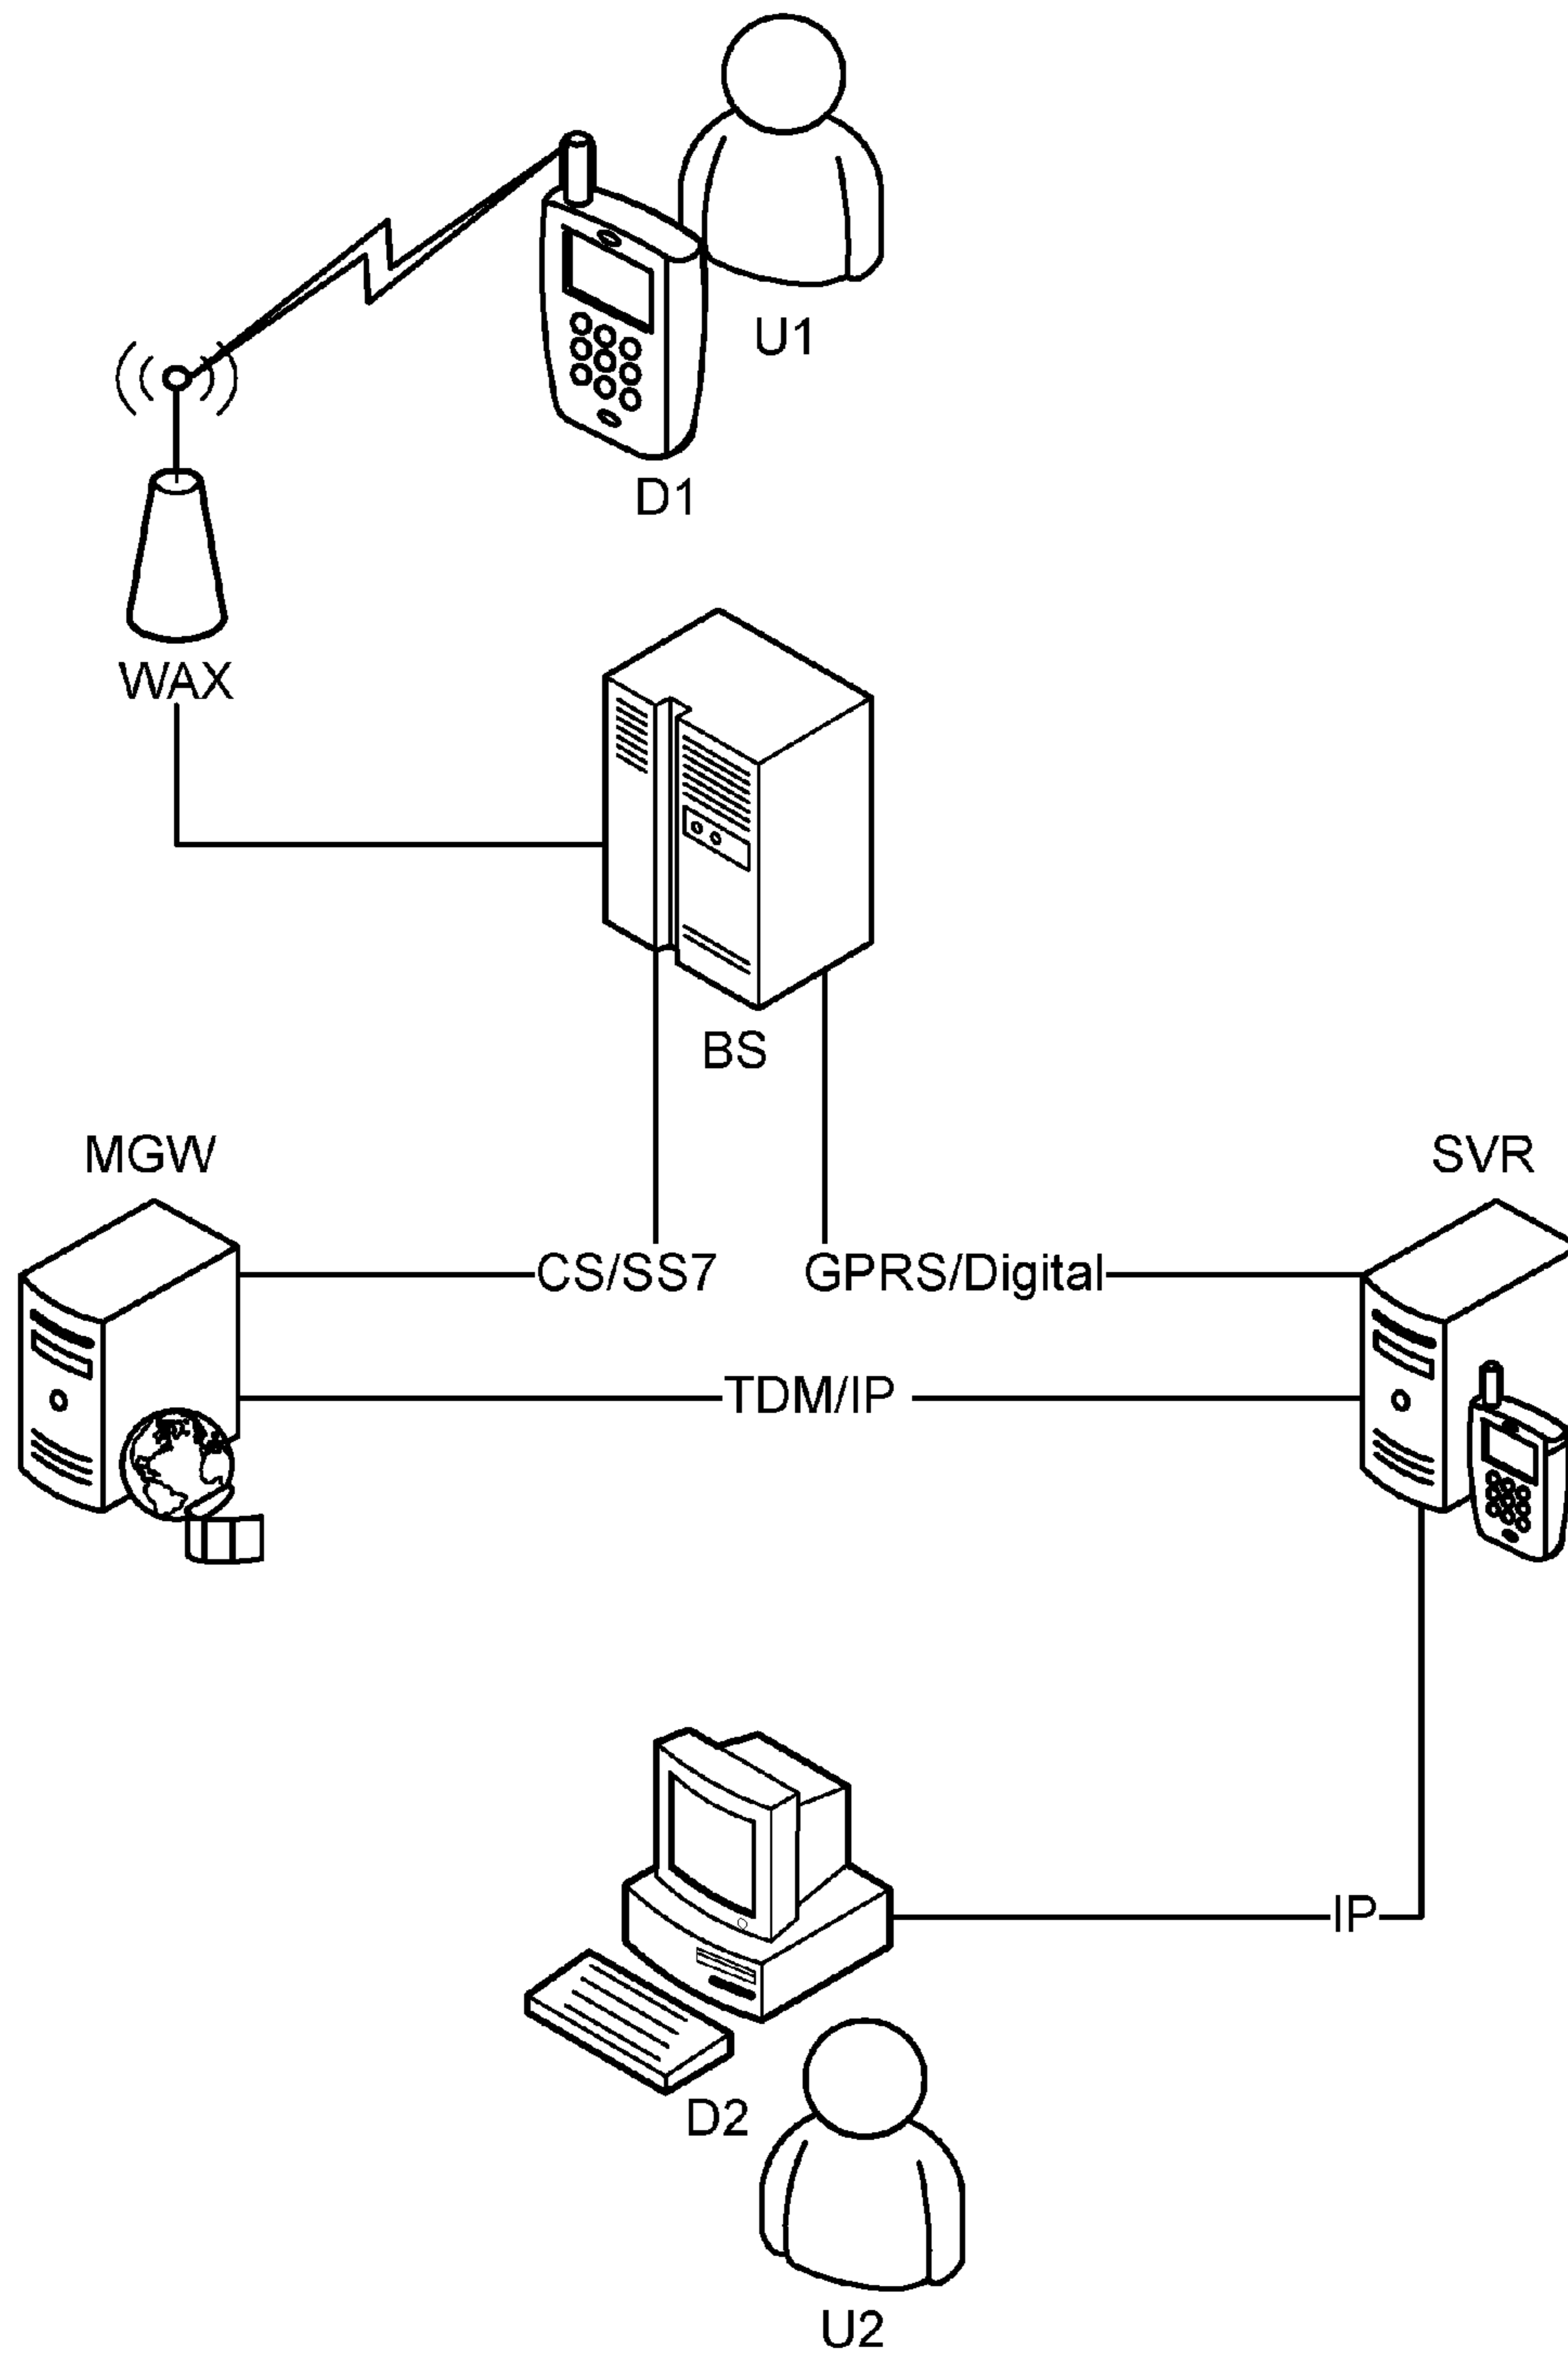 U1
D1
WAX
BS
MGW
SVR
CS/SS7
GPRS/Digital
TDM/IP
IP
D2
U2